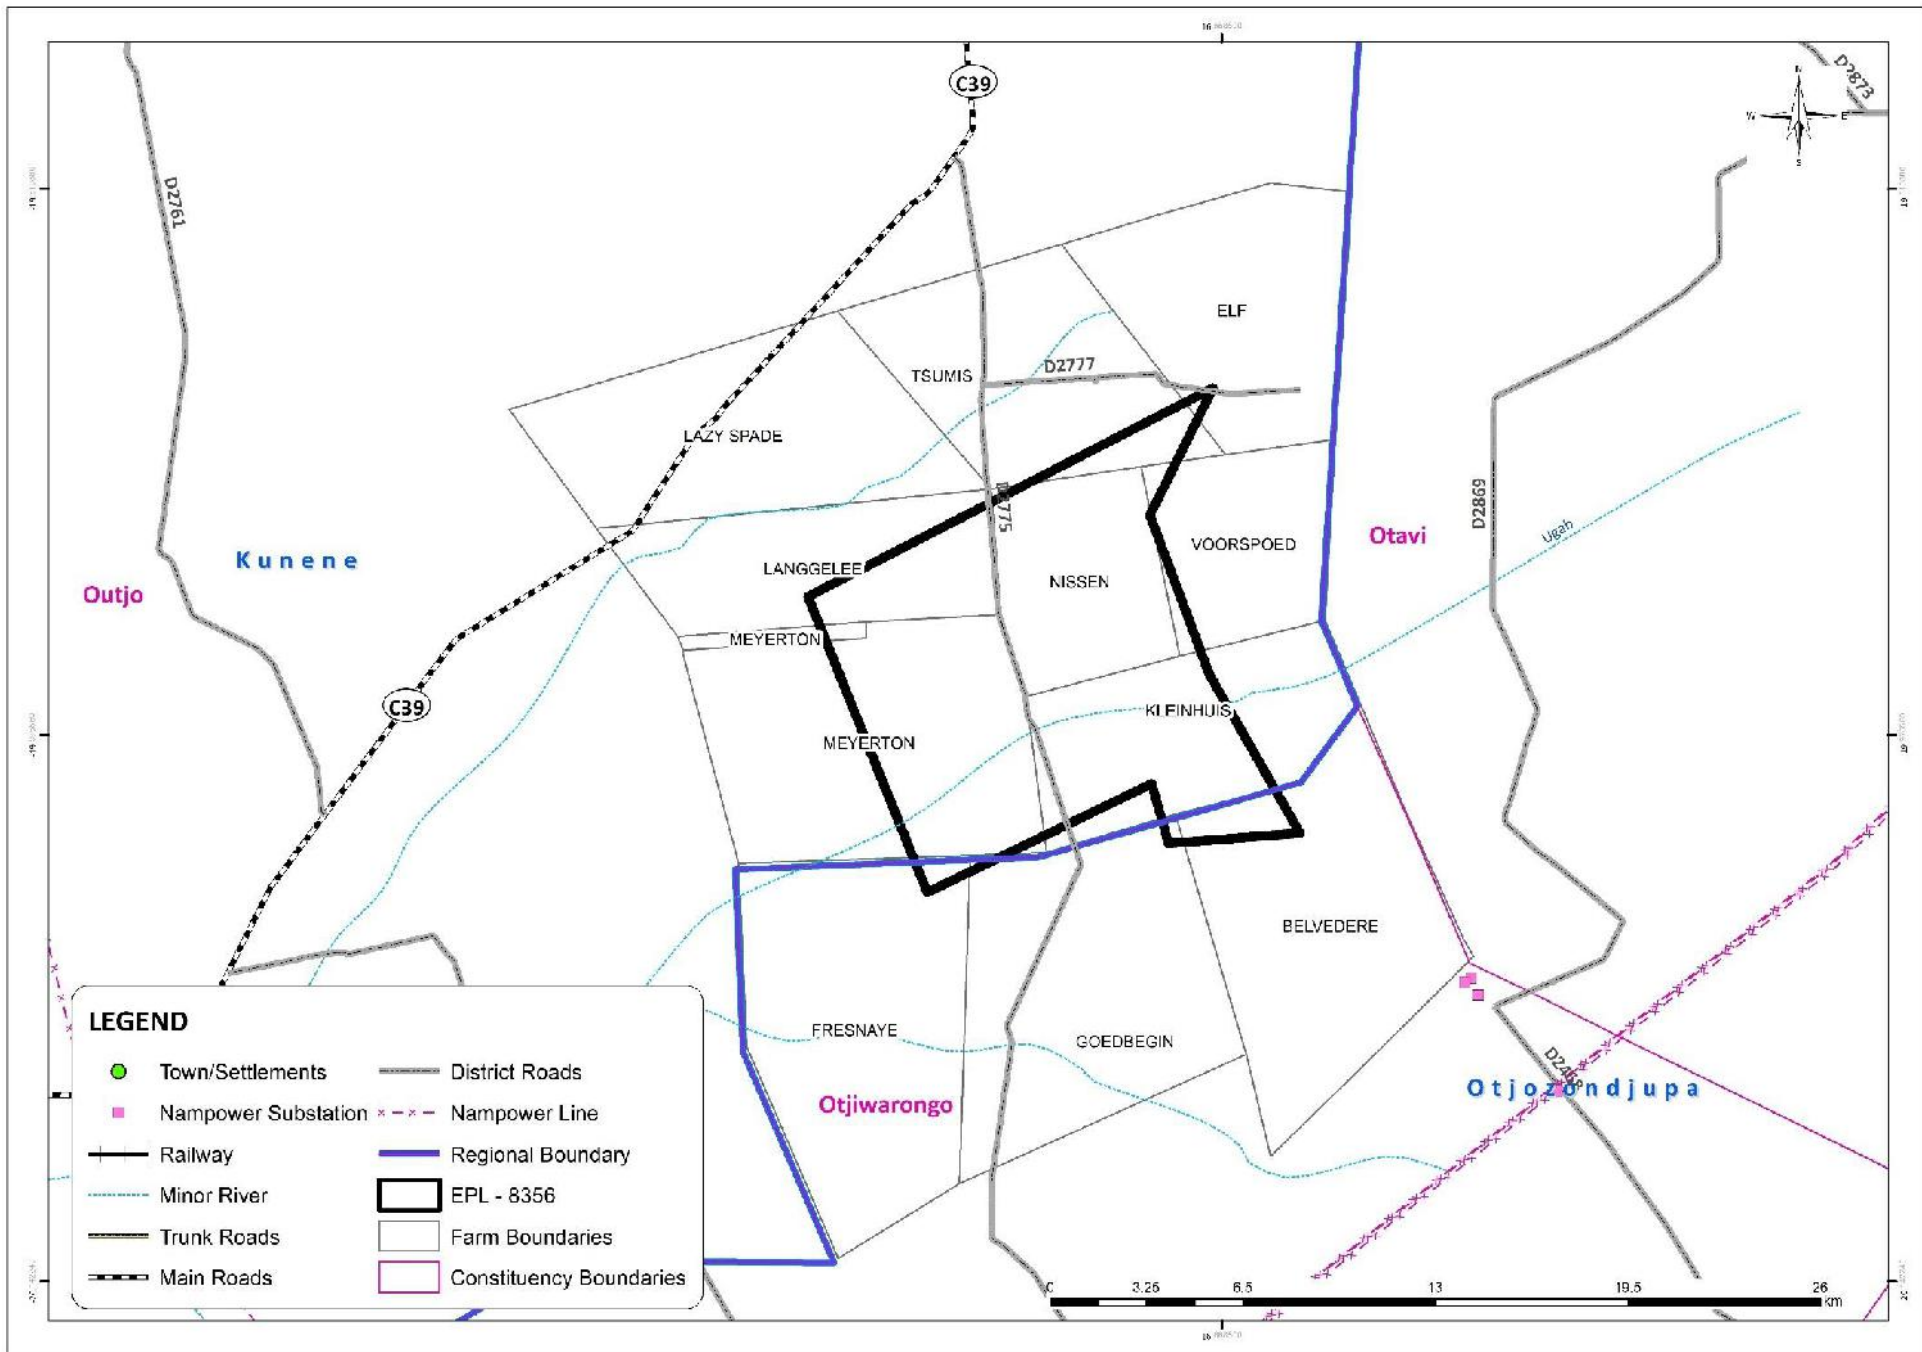 C39
D2873
N
W E
S
D2761
ELF
D2777
TSUMIS
LAZY SPADE
D2869
Ugab
Otavi
VOORSPOED
Kunene
LANGGELEE
NISSEN
Outjo
MEYERTON
C39
KLEINHUIS
MEYERTON
BELVEDERE
FRESNAYE
GOEDBEGIN
Otjiwarongo
Otjozondjupa
LEGEND
Town/Settlements
District Roads
Nampower Substation
Nampower Line
Railway
Regional Boundary
Minor River
EPL - 8356
Trunk Roads
Farm Boundaries
Main Roads
Constituency Boundaries
0 3.25 6.5 13 19.5 26
km